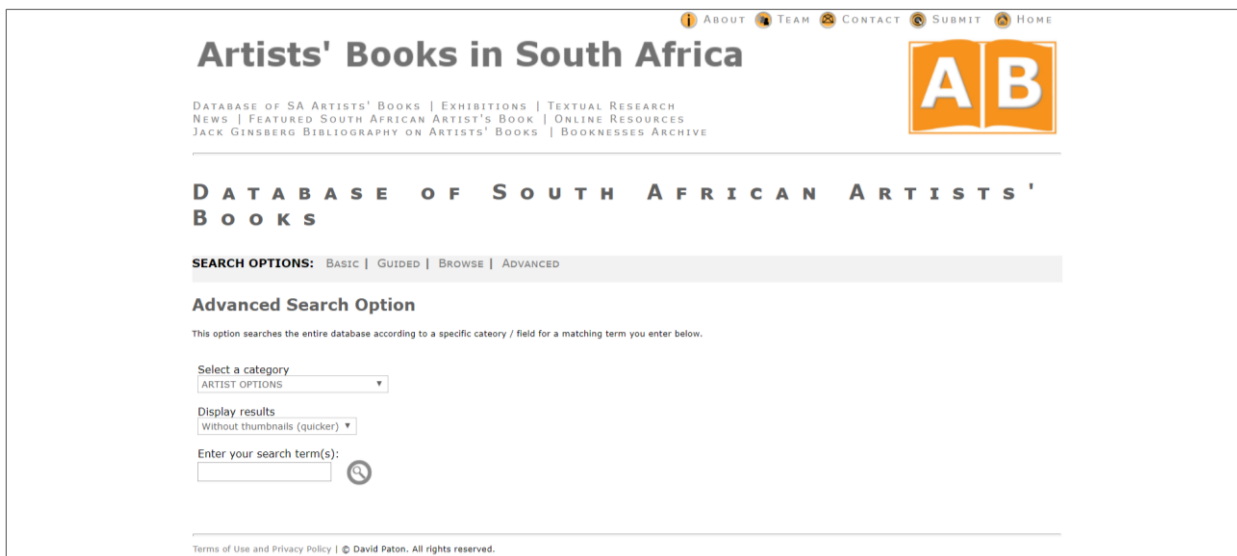 About Team Contact Submit Home
Artists' Books in South Africa
A B
Database of SA Artists' Books | Exhibitions | Textual Research
News | Featured South African Artist's Book | Online Resources
Jack Ginsberg Bibliography on Artists' Books | Booknesses Archive
Database of South African Artists'
Books
SEARCH OPTIONS: Basic | Guided | Browse | Advanced
Advanced Search Option
This option searches the entire database according to a specific cateory / field for a matching term you enter below.
Select a category
ARTIST OPTIONS
Display results
Without thumbnails (quicker)
Enter your search term(s):
Terms of Use and Privacy Policy | © David Paton. All rights reserved.